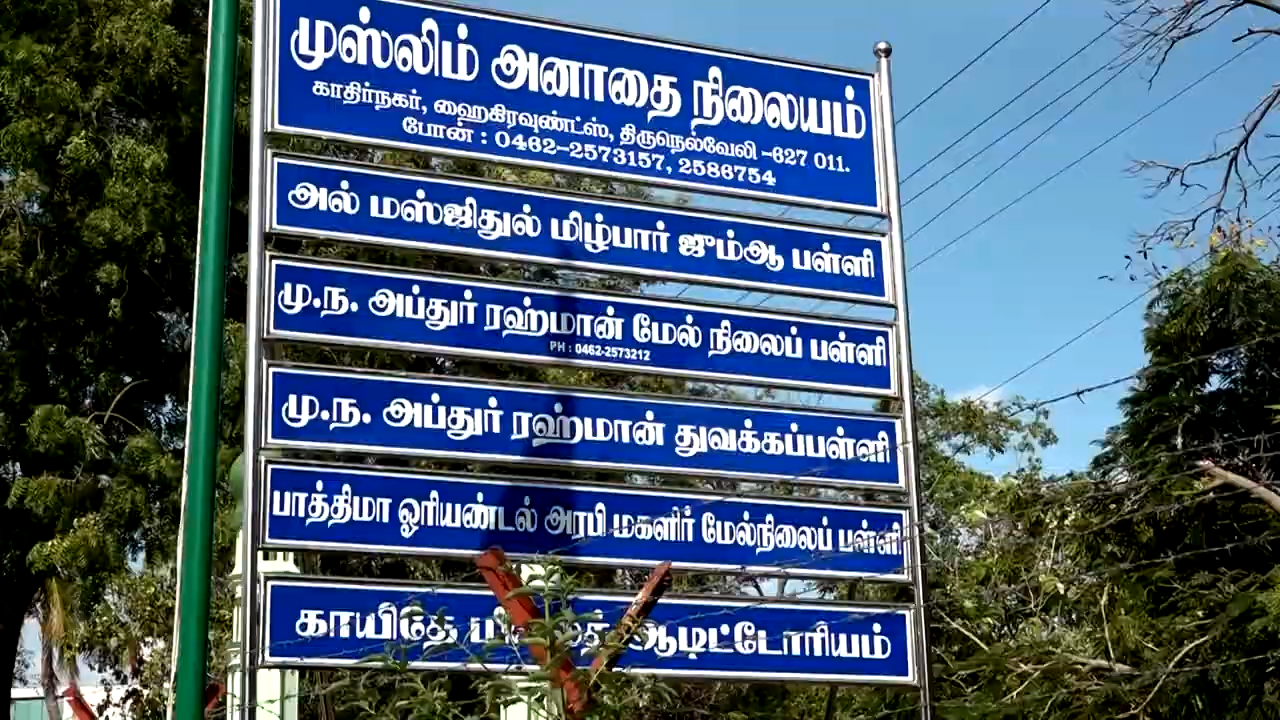 முஸ்லிம் அனாதை நிலையம்
காதிர்நகர், ஹைகிரவுண்ட்ஸ், திருநெல்வேலி -627 011.
போன் : 0462-2573157, 2586754
அல் மஸ்ஜிதுல் மிழ்பார் ஜும்ஆ பள்ளி
மு.ந. அப்துர் ரஹ்மான் மேல் நிலைப் பள்ளி
PH : 0462-2573212
மு.ந. அப்துர் ரஹ்மான் துவக்கப்பள்ளி
பாத்திமா ஓரியண்டல் அரபி மகளிர் மேல்நிலைப் பள்ளி
காயிதே ஆடிட்டோரியம்